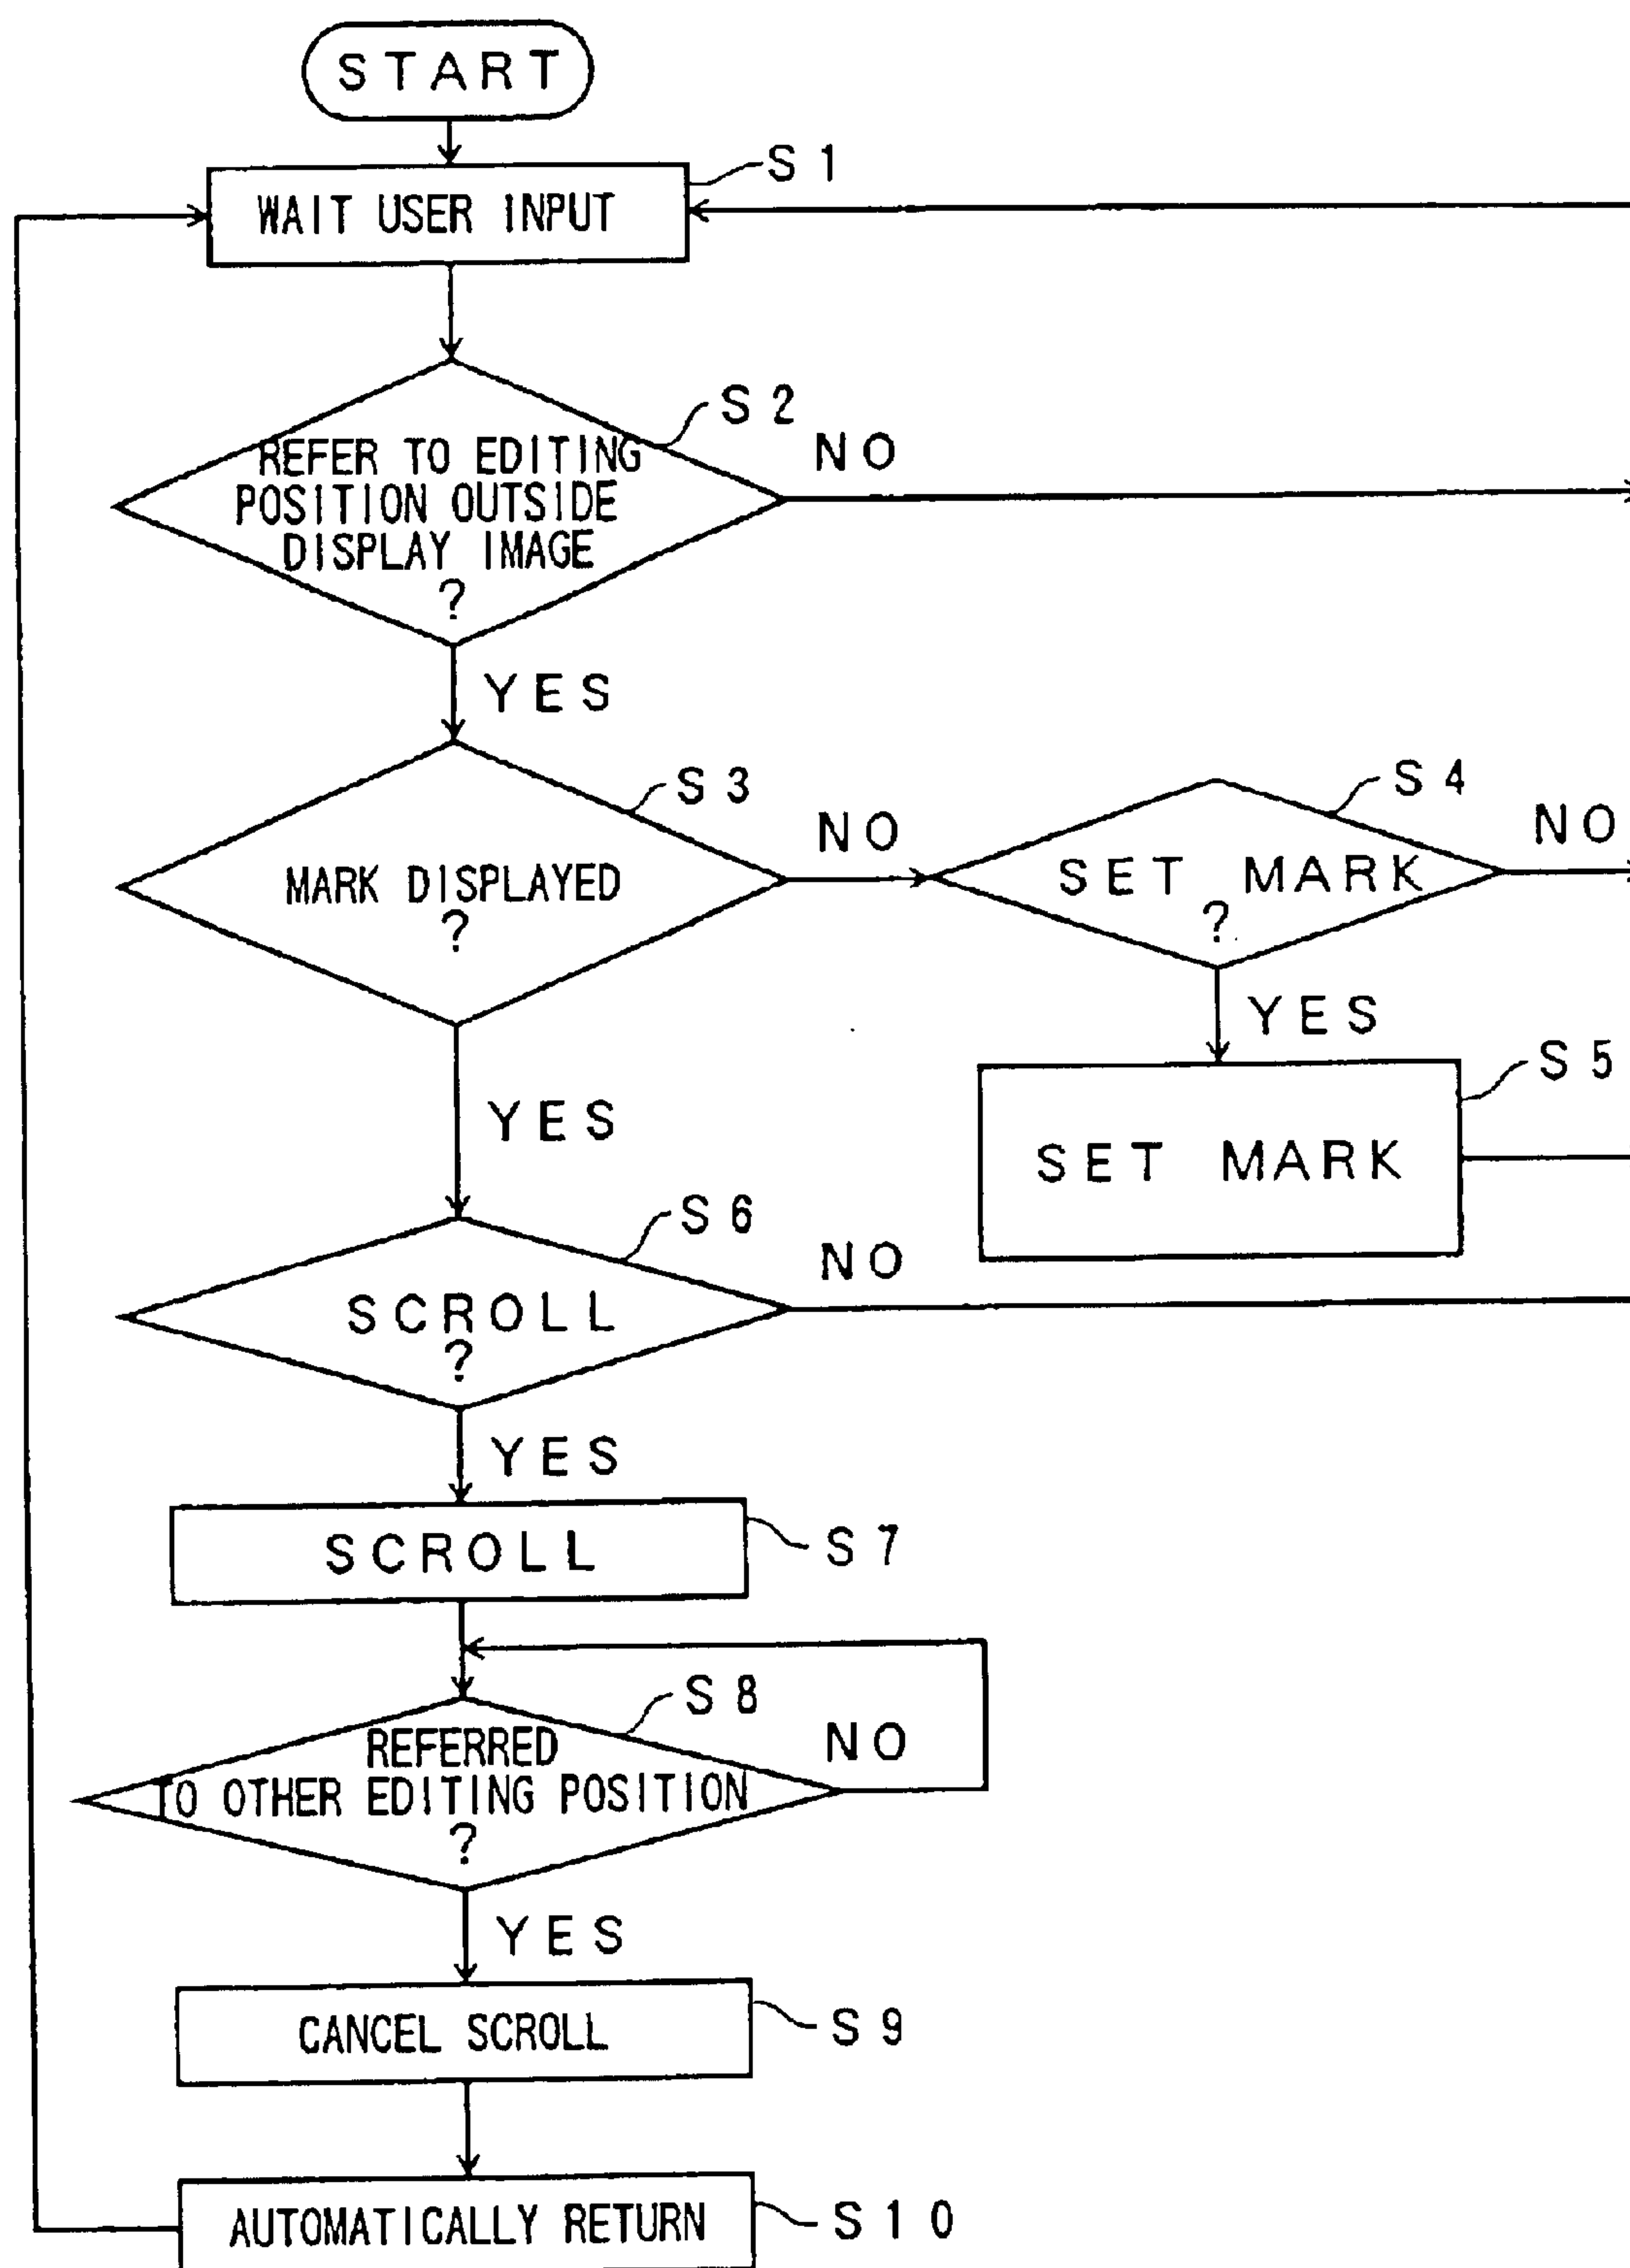 START
S1
WAIT USER INPUT
S2
NO
REFER TO EDITING
POSITION OUTSIDE
DISPLAY IMAGE
?
YES
S3
NO
MARK DISPLAYED
?
S4
NO
SET MARK
?
YES
S5
SET MARK
YES
S6
NO
SCROLL
?
YES
SCROLL
S7
S8
NO
REFERRED
TO OTHER EDITING POSITION
?
YES
CANCEL SCROLL
S9
AUTOMATICALLY RETURN
S10